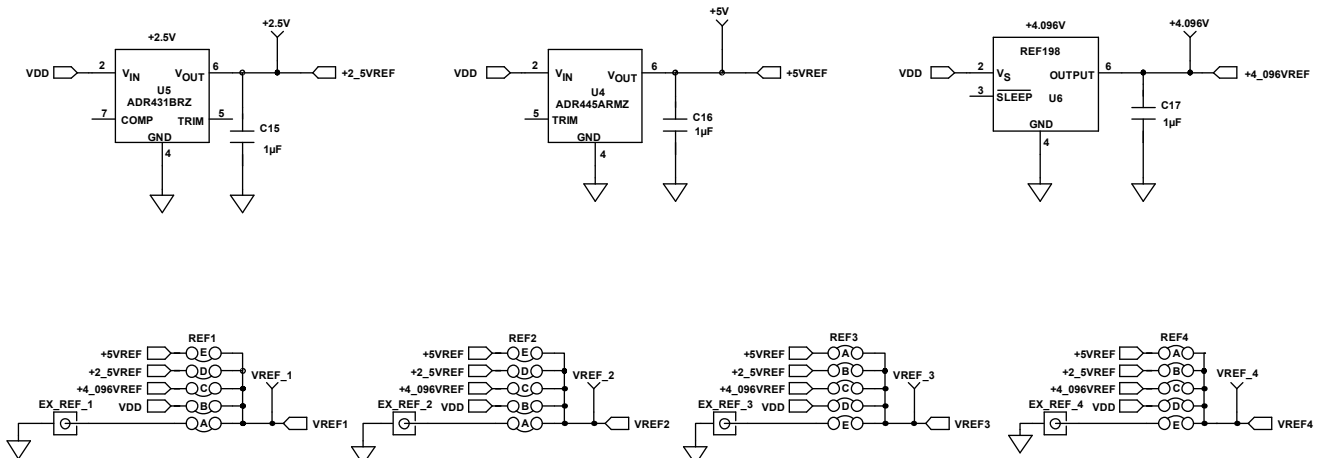 +2.5V
+2.5V
VDD
2
VIN
VOUT
6
+2_5VREF
U5
ADR431BRZ
7
COMP
TRIM
5
GND
4
C15
1µF
+5V
VDD
2
VIN
VOUT
6
+5VREF
U4
ADR445ARMZ
5
TRIM
GND
4
C16
1µF
+4.096V
+4.096V
REF198
VDD
2
VS
OUTPUT
6
+4_096VREF
3
SLEEP
U6
GND
4
C17
1µF
REF1
+5VREF
E
+2_5VREF
D
VREF_1
+4_096VREF
C
EX_REF_1
VDD
B
A
VREF1
REF2
+5VREF
E
+2_5VREF
D
VREF_2
+4_096VREF
C
EX_REF_2
VDD
B
A
VREF2
REF3
+5VREF
A
+2_5VREF
B
VREF_3
+4_096VREF
C
EX_REF_3
VDD
D
E
VREF3
REF4
+5VREF
A
+2_5VREF
B
VREF_4
+4_096VREF
C
EX_REF_4
VDD
D
E
VREF4